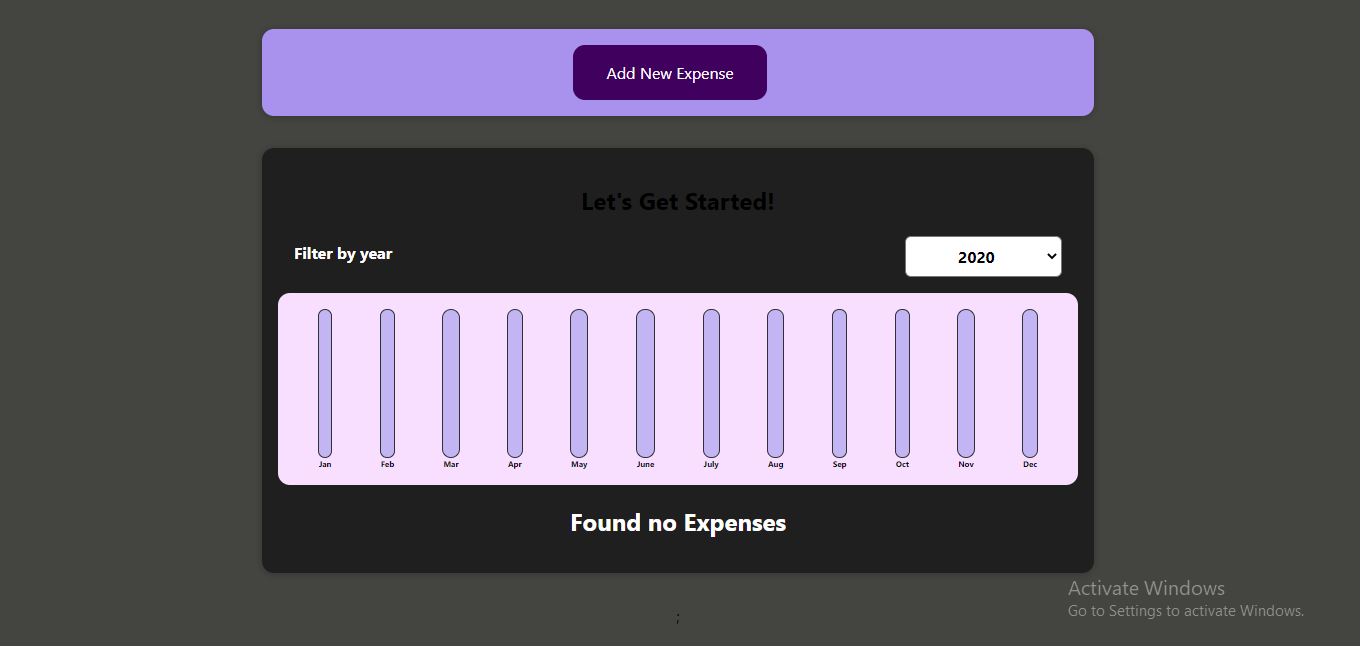 Add New Expense
Let's Get Started!
Filter by year
2020
Jan Feb Mar Apr May June July Aug Sep Oct Nov Dec
Found no Expenses
Activate Windows
Go to Settings to activate Windows.
;